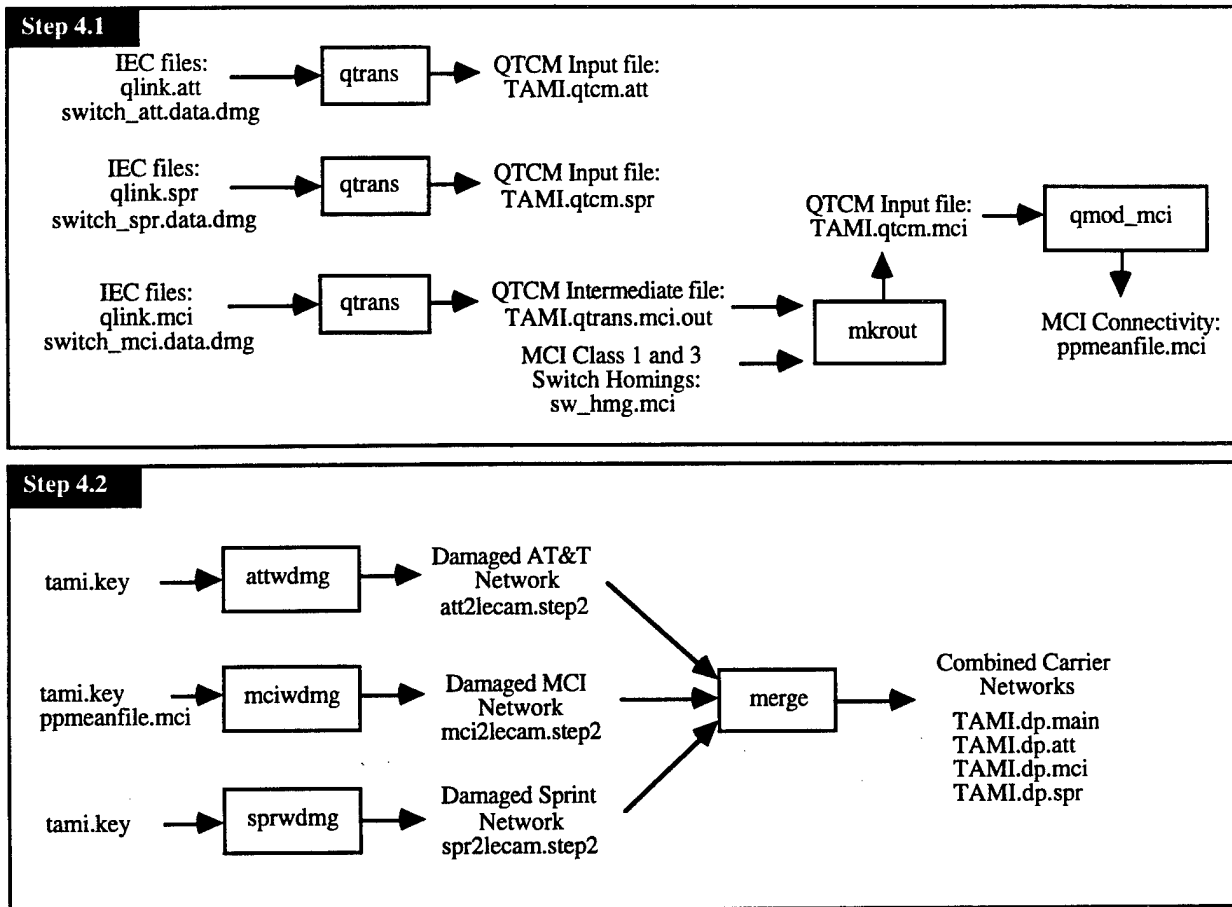 Step 4.1
IEC files:
qlink.att
switch_att.data.dmg
qtrans
QTCM Input file:
TAMI.qtcm.att
IEC files:
qlink.spr
switch_spr.data.dmg
qtrans
QTCM Input file:
TAMI.qtcm.spr
IEC files:
qlink.mci
switch_mci.data.dmg
qtrans
QTCM Intermediate file:
TAMI.qtrans.mci.out
MCI Class 1 and 3
Switch Homings:
sw_hmg.mci
mkrout
QTCM Input file:
TAMI.qtcm.mci
qmod_mci
MCI Connectivity:
ppmeanfile.mci
Step 4.2
tami.key
attwdmg
Damaged AT&T
Network
att2lecam.step2
tami.key
ppmeanfile.mci
mciwdmg
Damaged MCI
Network
mci2lecam.step2
tami.key
sprwdmg
Damaged Sprint
Network
spr2lecam.step2
merge
Combined Carrier
Networks
TAMI.dp.main
TAMI.dp.att
TAMI.dp.mci
TAMI.dp.spr